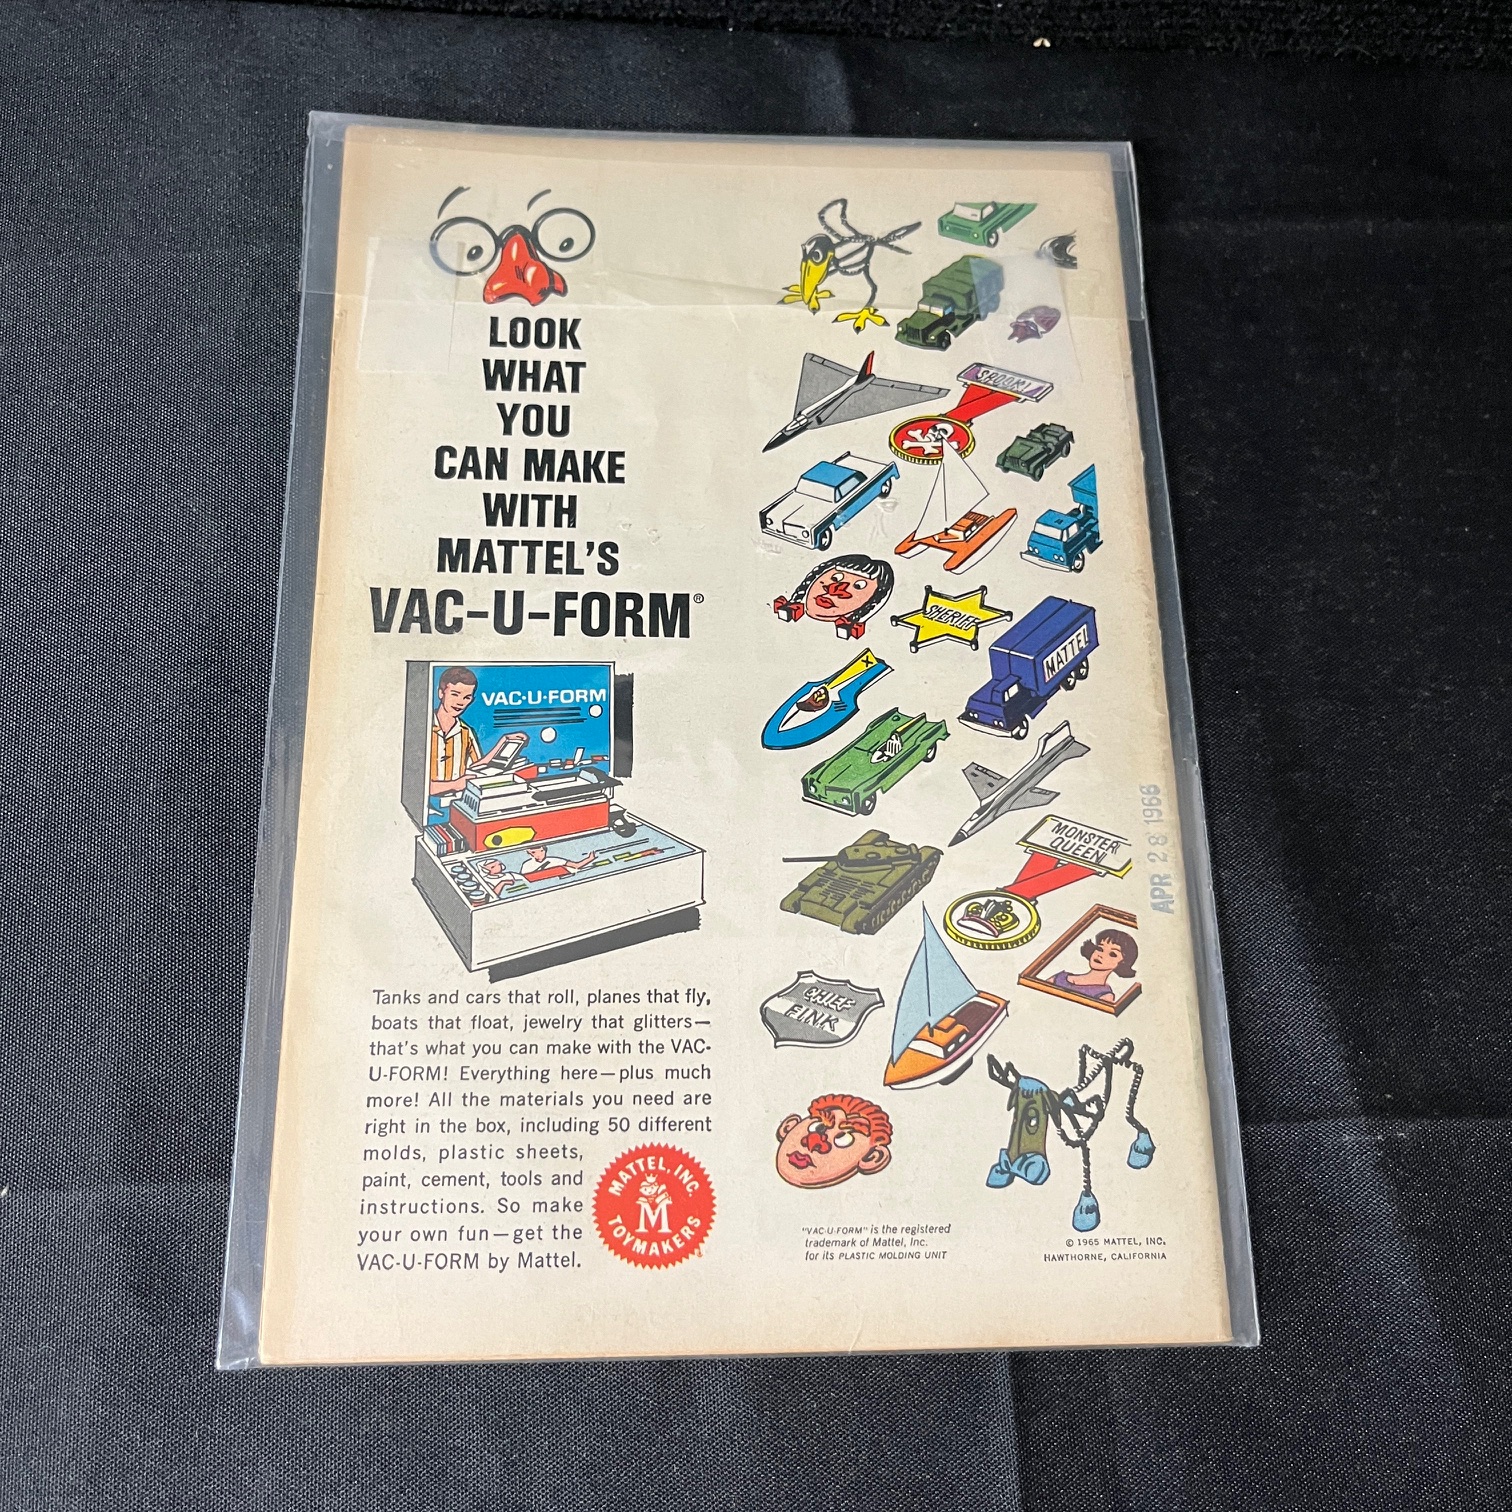 LOOK
WHAT
YOU
CAN MAKE
WITH
MATTEL'S
VAC-U-FORM®
VAC-U-FORM
Tanks and cars that roll, planes that fly,
boats that float, jewelry that glitters—
that's what you can make with the VAC-
U-FORM! Everything here—plus much
more! All the materials you need are
right in the box, including 50 different
molds, plastic sheets,
paint, cement, tools and
instructions. So make
your own fun—get the
VAC-U-FORM by Mattel.
MATTEL, INC.
M
TOYMAKERS
SPOOK!
SHERIFF
X
MATTEL
MONSTER
QUEEN
CHIEF
FINK
APR 28 1966
"VAC-U-FORM" is the registered
trademark of Mattel, Inc.
for its PLASTIC MOLDING UNIT
© 1965 MATTEL, INC.
HAWTHORNE, CALIFORNIA